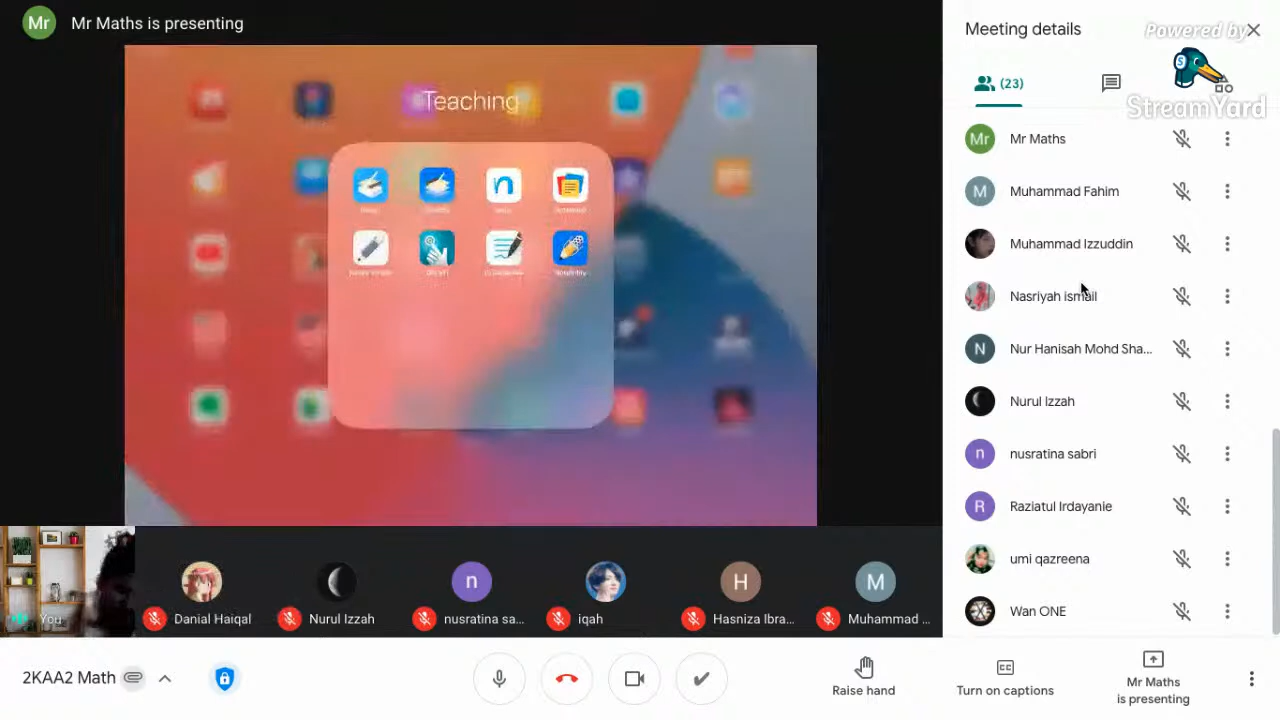 Mr
Mr Maths is presenting
Teaching
Meeting details
Powered by
StreamYard
(23)
Mr
Mr Maths
M
Muhammad Fahim
Muhammad Izzuddin
Nasriyah ismail
N
Nur Hanisah Mohd Sha...
Nurul Izzah
n
nusratina sabri
R
Raziatul Irdayanie
umi qazreena
Wan ONE
You
Danial Haiqal
Nurul Izzah
n
nusratina sa...
iqah
H
Hasniza Ibra...
M
Muhammad ...
2KAA2 Math
Raise hand
Turn on captions
Mr Maths
is presenting